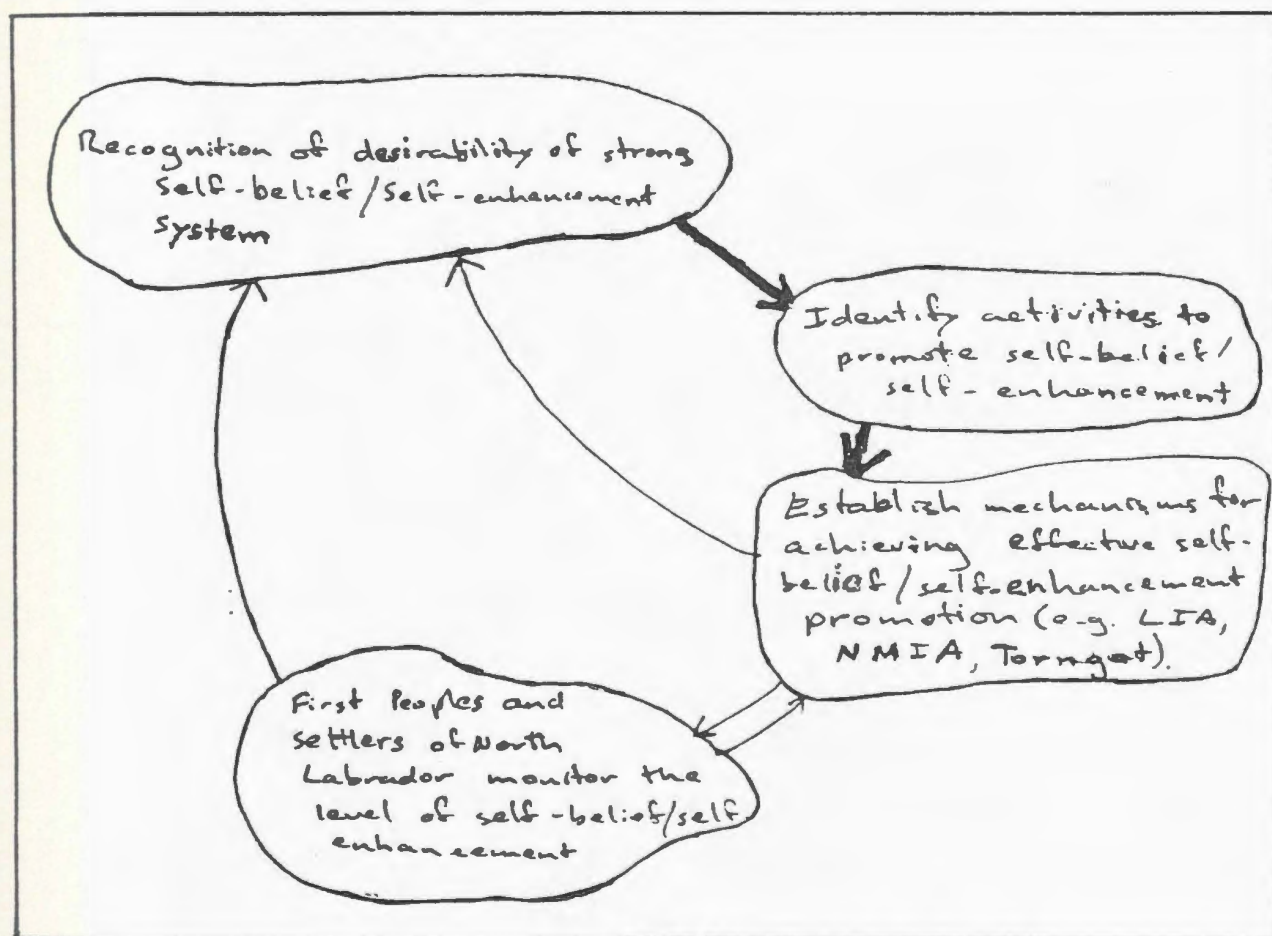 Recognition of desirability of strong
self-belief/self-enhancement
system
Identify activities to
promote self-belief/
self-enhancement
Establish mechanisms for
achieving effective self-
belief/self-enhancement
promotion (e.g. LIA,
NMIA, Torngat).
First Peoples and
settlers of North
Labrador monitor the
level of self-belief/self
enhancement